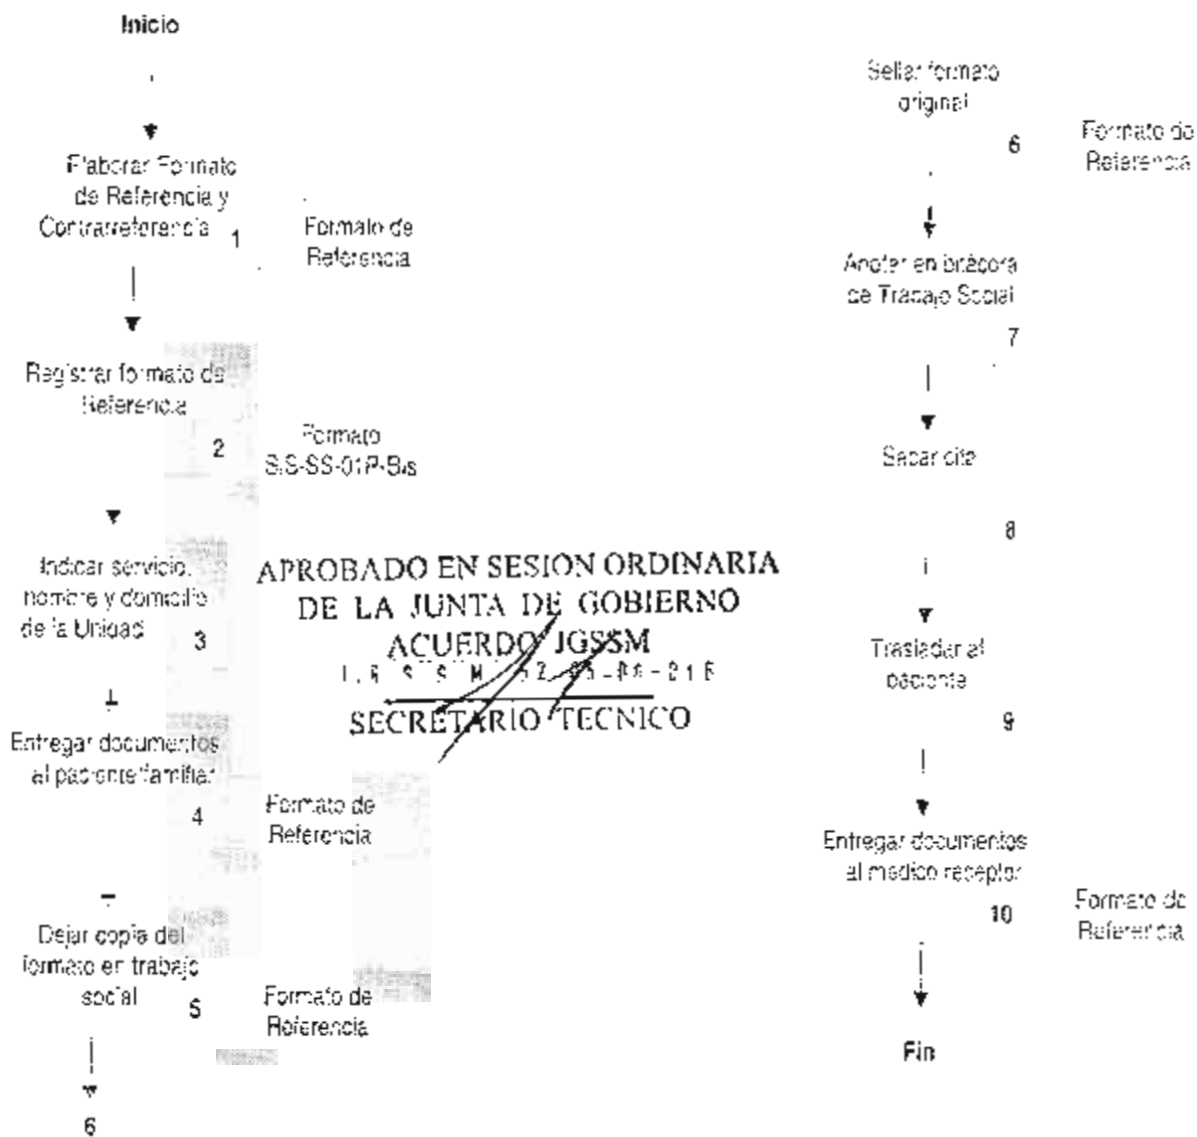 Inicio
Elaborar Formato
de Referencia y
Contrarreferencia
1
Formato de
Referencia
Registrar formato de
Referencia
2
Formato
SIS-SS-01P-Bis
Indicar servicio,
nombre y domicilio
de la Unidad
3
Entregar documentos
al paciente familiar
4
Formato de
Referencia
Dejar copia del
formato en trabajo
social
5
Formato de
Referencia
6
APROBADO EN SESION ORDINARIA
DE LA JUNTA DE GOBIERNO
ACUERDO JGSSM
SECRETARIO TECNICO
Sellar formato
original
6
Formato de
Referencia
Anotar en bitácora
de Trabajo Social
7
Sacar cita
8
Trasladar al
paciente
9
Entregar documentos
al medico receptor
10
Formato de
Referencia
Fin